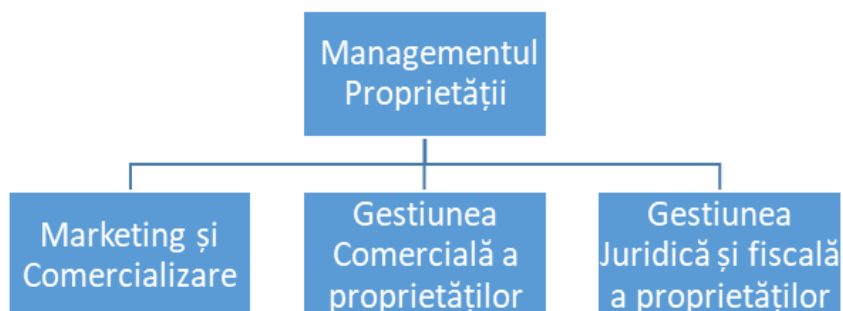 Managementul
Proprietății
Marketing și
Comercializare
Gestiunea
Comercială a
proprietăților
Gestiunea
Juridică și fiscală
a proprietăților